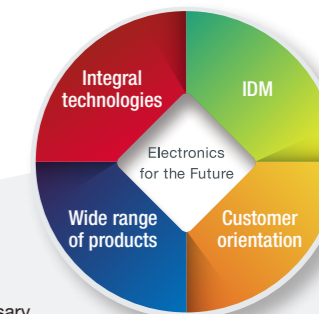 Integral
technologies
IDM
Electronics
for the Future
Wide range
of products
Customer
orientation